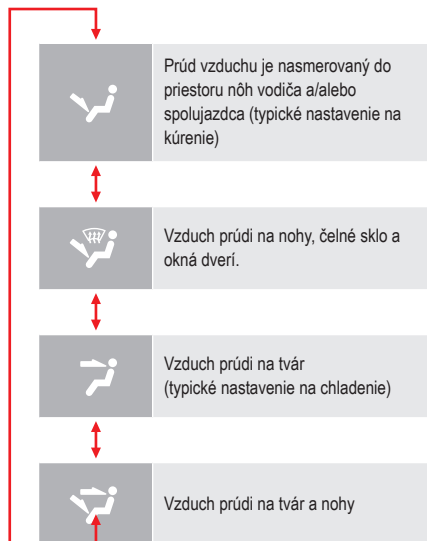 Prúd vzduchu je nasmerovaný do
priestoru nôh vodiča a/alebo
spolujazdca (typické nastavenie na
kúrenie)
Vzduch prúdi na nohy, čelné sklo a
okná dverí.
Vzduch prúdi na tvár
(typické nastavenie na chladenie)
Vzduch prúdi na tvár a nohy